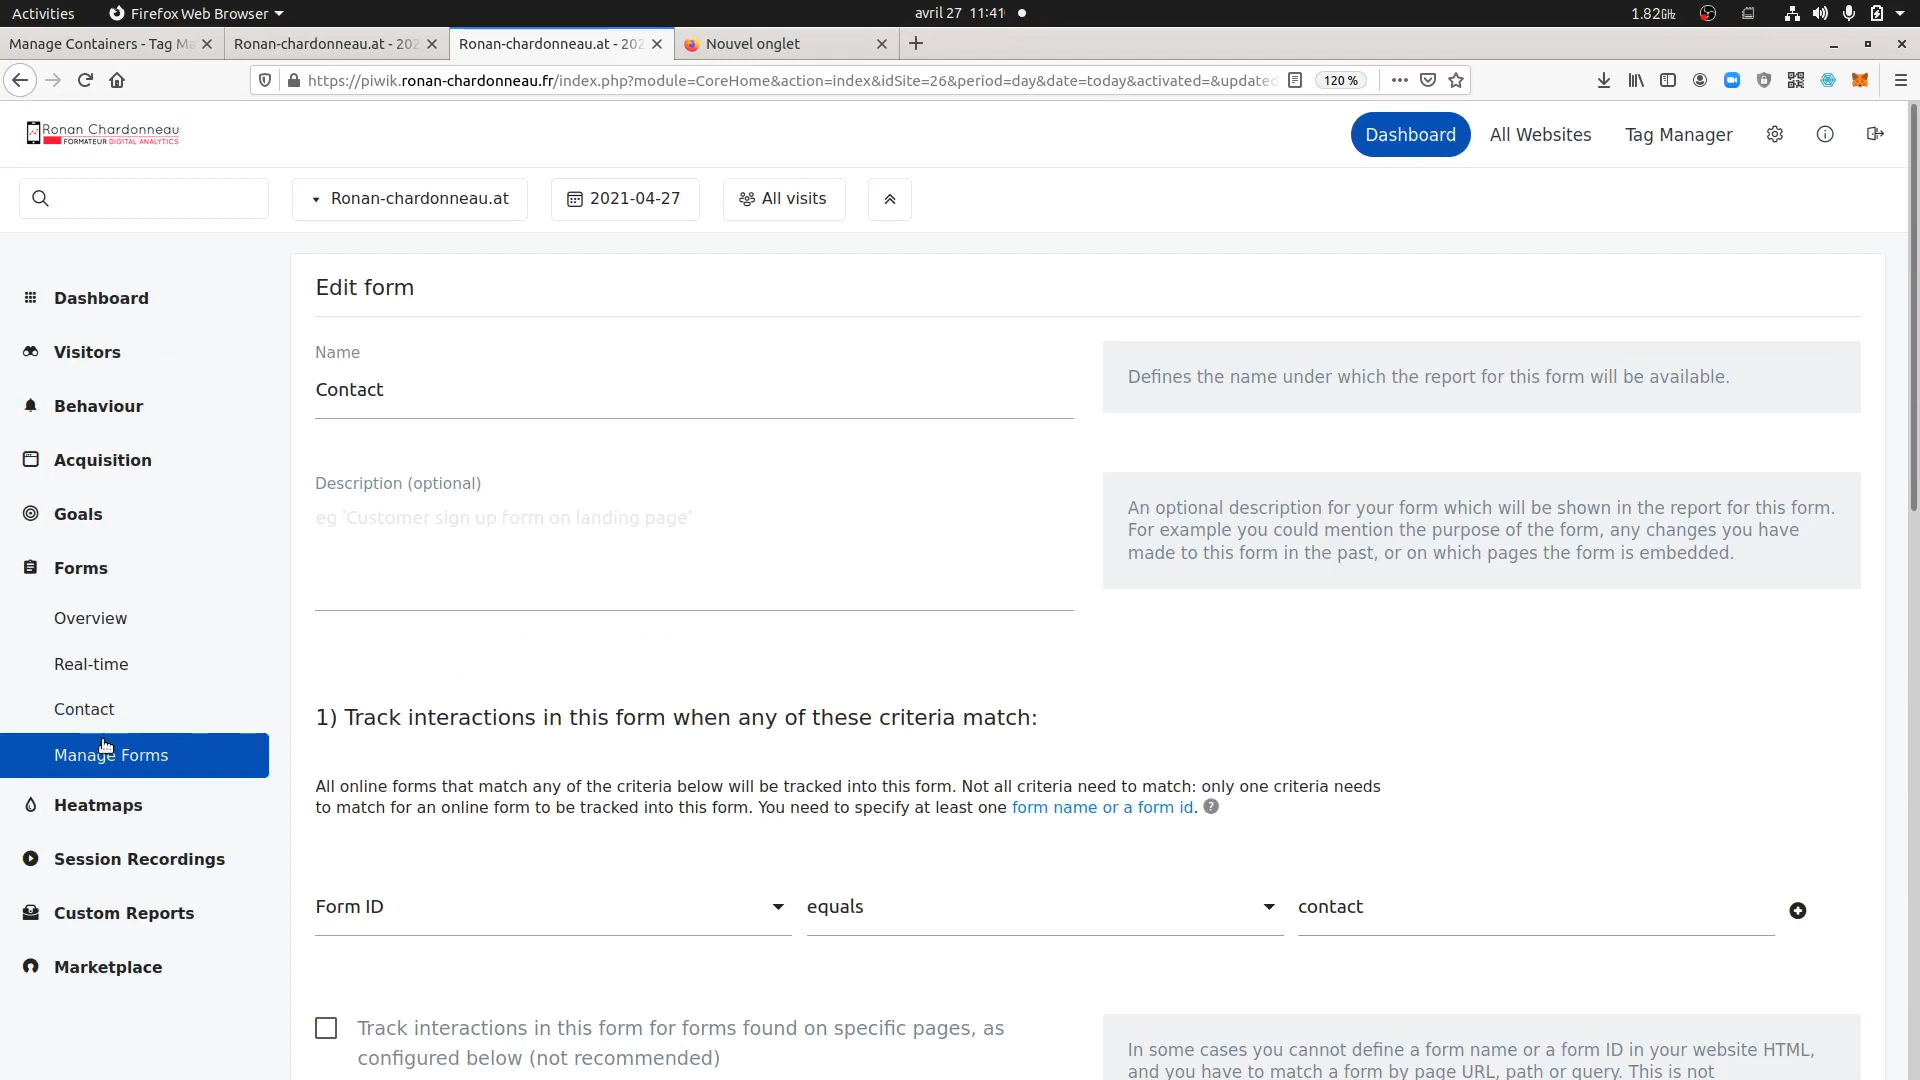 Activities
Firefox Web Browser
avril 27 11:41
1.82GHz
Manage Containers - Tag Ma
Ronan-chardonneau.at - 202
Ronan-chardonneau.at - 202
Nouvel onglet
https://piwik.ronan-chardonneau.fr/index.php?module=CoreHome&action=index&idSite=26&period=day&date=today&activated=&updated
120 %
Ronan Chardonneau
FORMATEUR DIGITAL ANALYTICS
Dashboard
All Websites
Tag Manager
Ronan-chardonneau.at
2021-04-27
All visits
Dashboard
Visitors
Behaviour
Acquisition
Goals
Forms
Overview
Real-time
Contact
Manage Forms
Heatmaps
Session Recordings
Custom Reports
Marketplace
Edit form
Name
Contact
Defines the name under which the report for this form will be available.
Description (optional)
eg 'Customer sign up form on landing page'
An optional description for your form which will be shown in the report for this form.
For example you could mention the purpose of the form, any changes you have
made to this form in the past, or on which pages the form is embedded.
1) Track interactions in this form when any of these criteria match:
All online forms that match any of the criteria below will be tracked into this form. Not all criteria need to match: only one criteria needs
to match for an online form to be tracked into this form. You need to specify at least one form name or a form id.
Form ID
equals
contact
Track interactions in this form for forms found on specific pages, as
configured below (not recommended)
In some cases you cannot define a form name or a form ID in your website HTML,
and you have to match a form by page URL, path or query. This is not